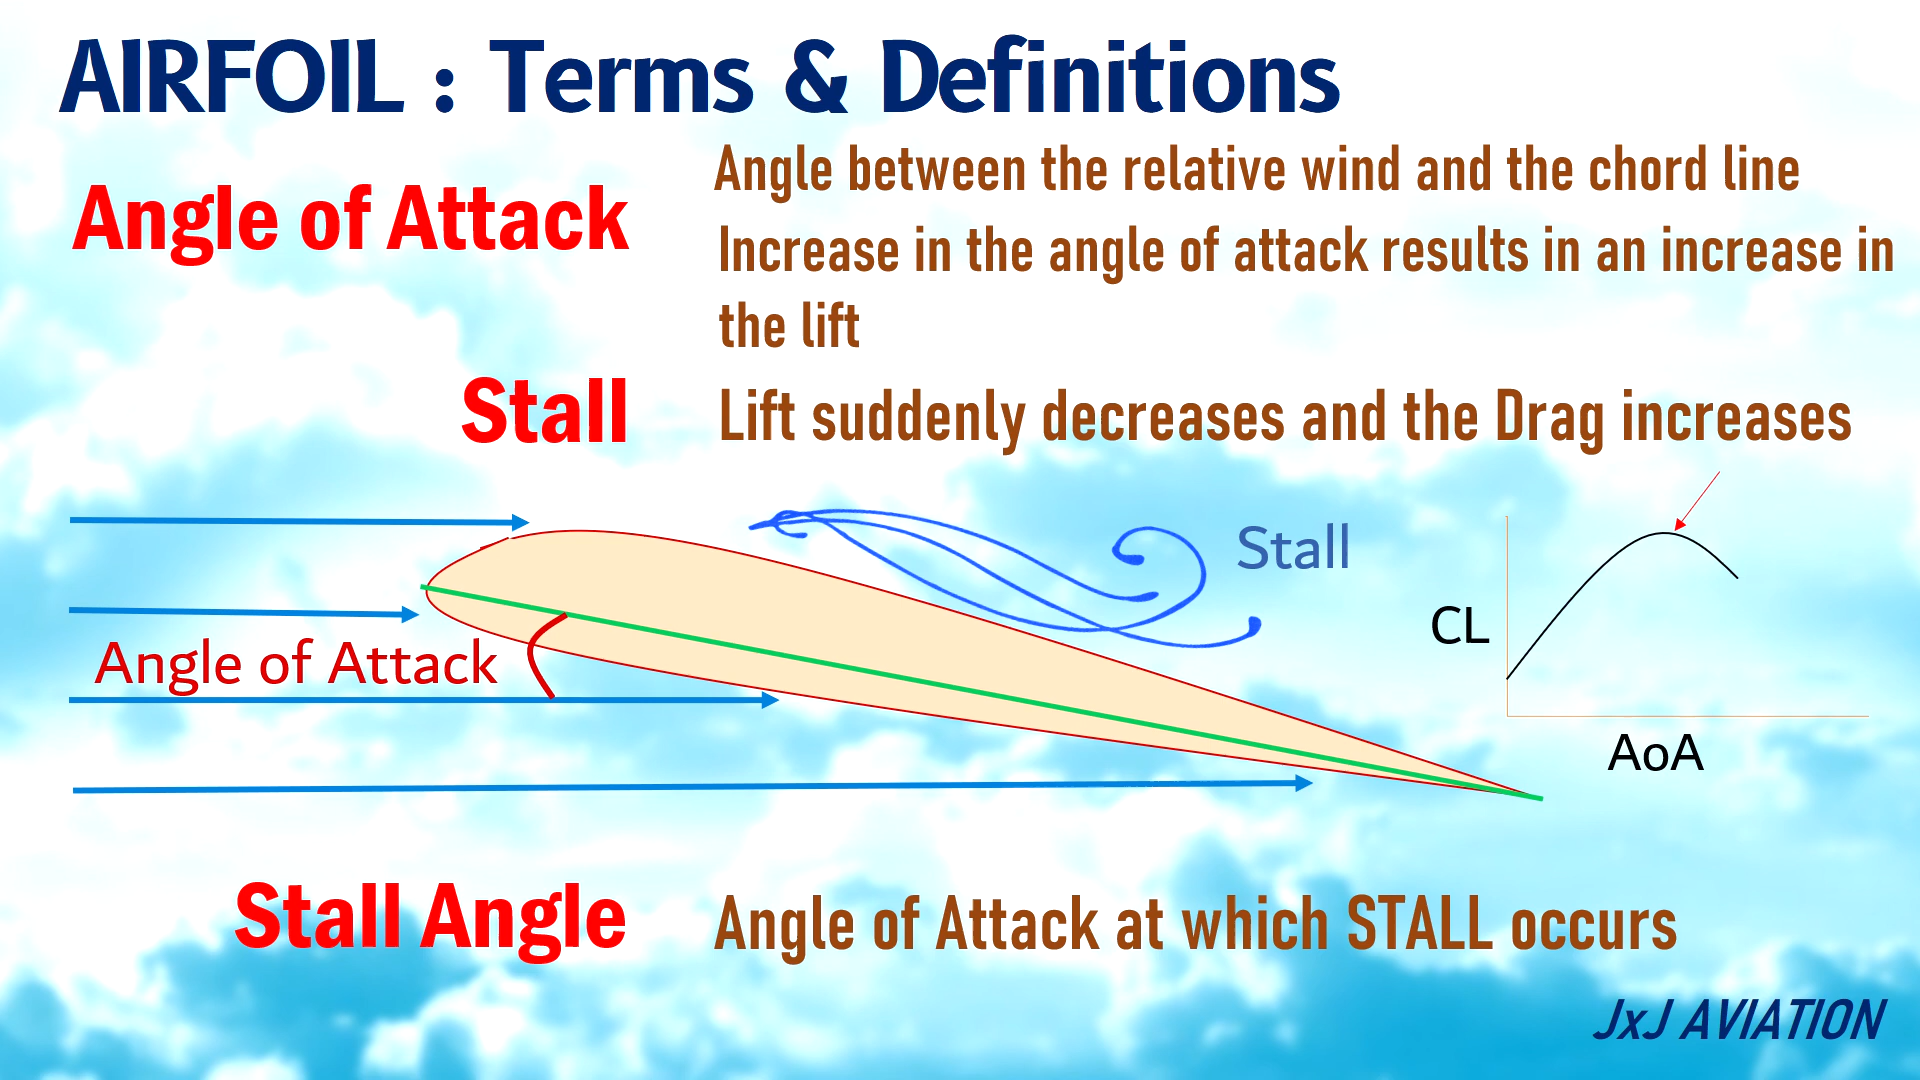 AIRFOIL : Terms & Definitions
Angle of Attack
Angle between the relative wind and the chord line
Increase in the angle of attack results in an increase in
the lift
Stall
Lift suddenly decreases and the Drag increases
Stall
CL
Angle of Attack
AoA
Stall Angle
Angle of Attack at which STALL occurs
JxJ AVIATION